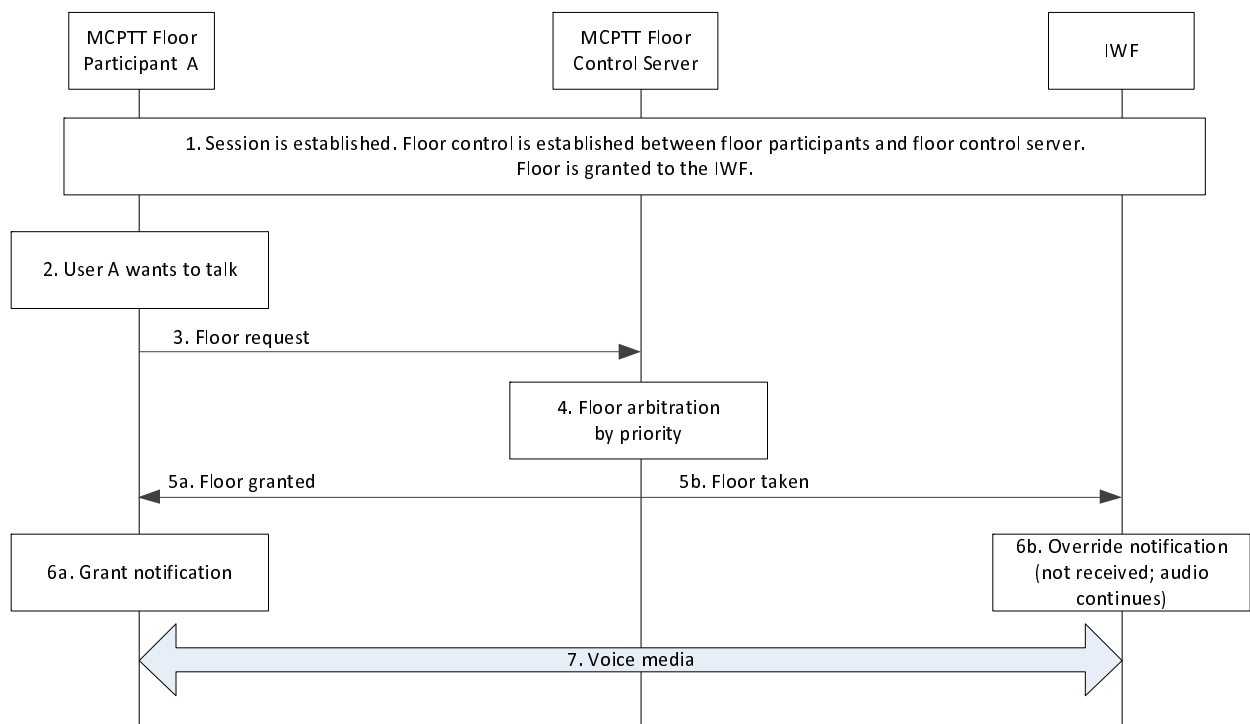 MCPTT Floor
Participant A
MCPTT Floor
Control Server
IWF
1. Session is established. Floor control is established between floor participants and floor control server.
Floor is granted to the IWF.
2. User A wants to talk
3. Floor request
4. Floor arbitration
by priority
5a. Floor granted
5b. Floor taken
6a. Grant notification
6b. Override notification
(not received; audio
continues)
7. Voice media